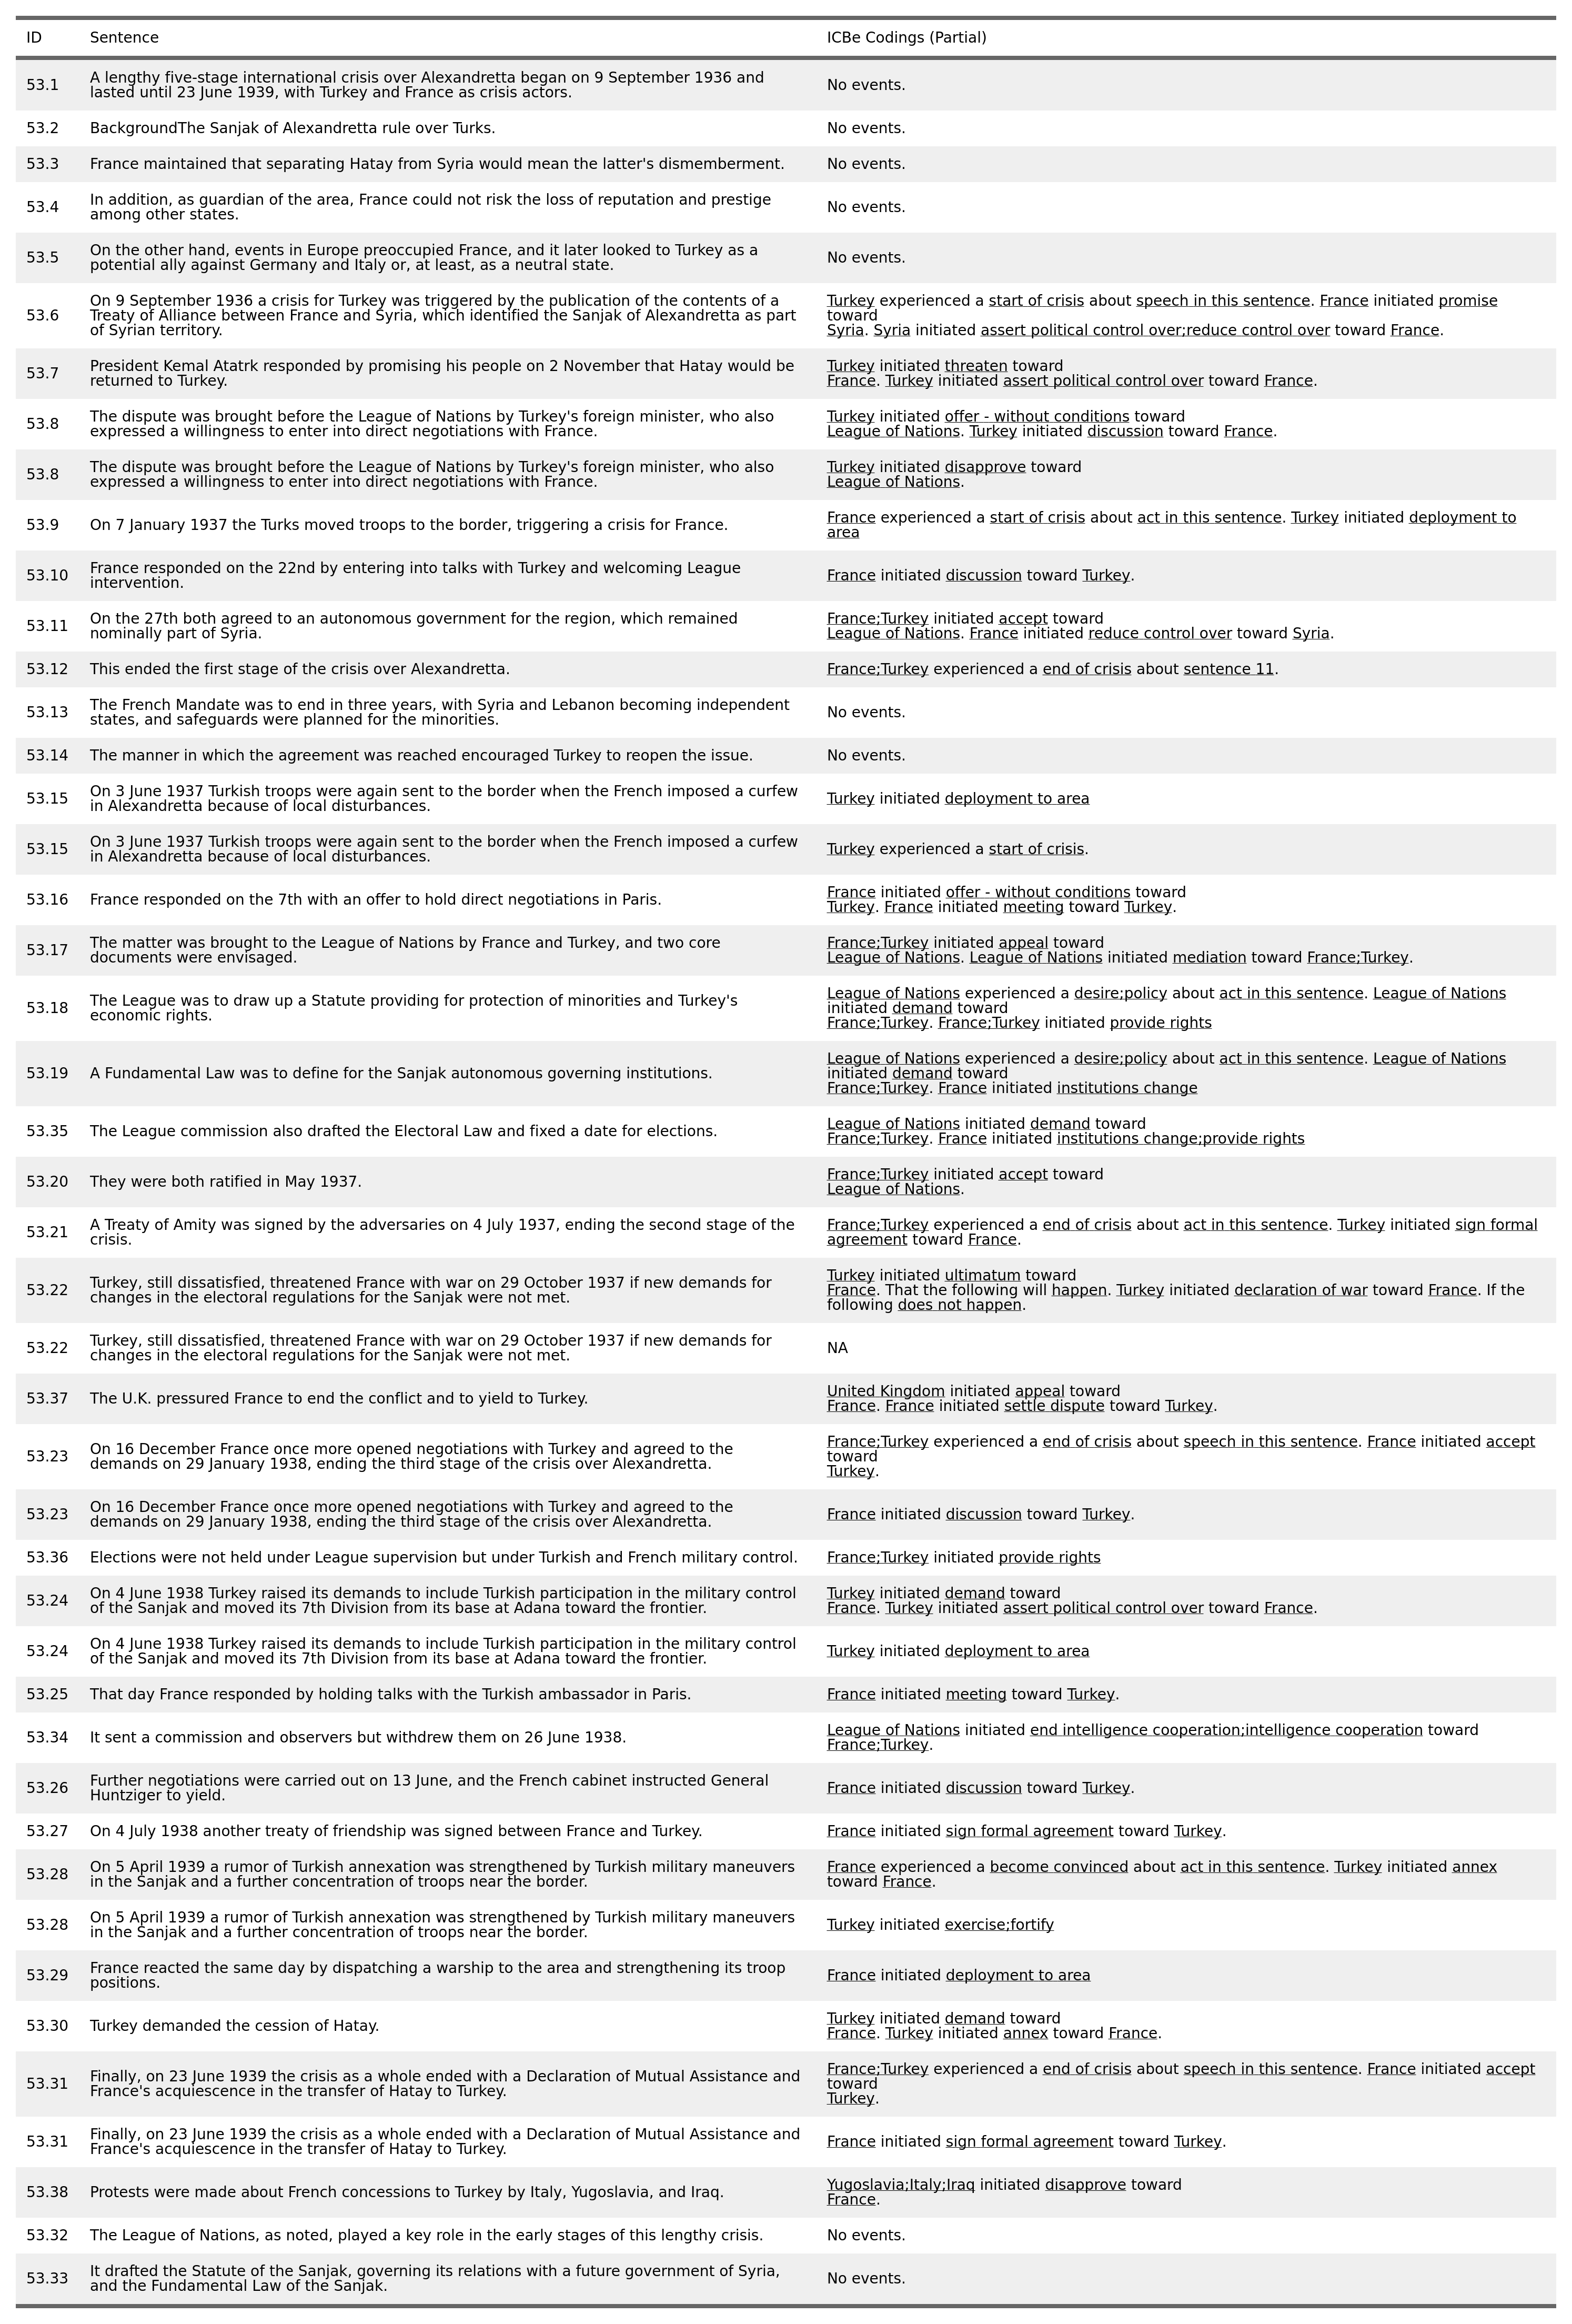 ID Sentence ICBe Codings (Partial)
53.1 A lengthy five-stage international crisis over Alexandretta began on 9 September 1936 and
lasted until 23 June 1939, with Turkey and France as crisis actors. No events.
53.2 BackgroundThe Sanjak of Alexandretta rule over Turks. No events.
53.3 France maintained that separating Hatay from Syria would mean the latter's dismemberment. No events.
53.4 In addition, as guardian of the area, France could not risk the loss of reputation and prestige
among other states. No events.
53.5 On the other hand, events in Europe preoccupied France, and it later looked to Turkey as a
potential ally against Germany and Italy or, at least, as a neutral state. No events.
53.6 On 9 September 1936 a crisis for Turkey was triggered by the publication of the contents of a
Treaty of Alliance between France and Syria, which identified the Sanjak of Alexandretta as part
of Syrian territory.
Turkey experienced a start of crisis about speech in this sentence. France initiated promise
toward
Syria. Syria initiated assert political control over;reduce control over toward France.
53.7 President Kemal Atatrk responded by promising his people on 2 November that Hatay would be
returned to Turkey.
Turkey initiated threaten toward
France. Turkey initiated assert political control over toward France.
53.8 The dispute was brought before the League of Nations by Turkey's foreign minister, who also
expressed a willingness to enter into direct negotiations with France.
Turkey initiated offer - without conditions toward
League of Nations. Turkey initiated discussion toward France.
53.8 The dispute was brought before the League of Nations by Turkey's foreign minister, who also
expressed a willingness to enter into direct negotiations with France.
Turkey initiated disapprove toward
League of Nations.
53.9 On 7 January 1937 the Turks moved troops to the border, triggering a crisis for France.
France experienced a start of crisis about act in this sentence. Turkey initiated deployment to
area
53.10 France responded on the 22nd by entering into talks with Turkey and welcoming League
intervention.
France initiated discussion toward Turkey.
53.11 On the 27th both agreed to an autonomous government for the region, which remained
nominally part of Syria.
France;Turkey initiated accept toward
League of Nations. France initiated reduce control over toward Syria.
53.12 This ended the first stage of the crisis over Alexandretta. France;Turkey experienced a end of crisis about sentence 11.
53.13 The French Mandate was to end in three years, with Syria and Lebanon becoming independent
states, and safeguards were planned for the minorities. No events.
53.14 The manner in which the agreement was reached encouraged Turkey to reopen the issue. No events.
53.15 On 3 June 1937 Turkish troops were again sent to the border when the French imposed a curfew
in Alexandretta because of local disturbances.
Turkey initiated deployment to area
53.15 On 3 June 1937 Turkish troops were again sent to the border when the French imposed a curfew
in Alexandretta because of local disturbances.
Turkey experienced a start of crisis.
53.16 France responded on the 7th with an offer to hold direct negotiations in Paris.
France initiated offer - without conditions toward
Turkey. France initiated meeting toward Turkey.
53.17 The matter was brought to the League of Nations by France and Turkey, and two core
documents were envisaged.
France;Turkey initiated appeal toward
League of Nations. League of Nations initiated mediation toward France;Turkey.
53.18 The League was to draw up a Statute providing for protection of minorities and Turkey's
economic rights.
League of Nations experienced a desire;policy about act in this sentence. League of Nations
initiated demand toward
France;Turkey. France;Turkey initiated provide rights
53.19 A Fundamental Law was to define for the Sanjak autonomous governing institutions.
League of Nations experienced a desire;policy about act in this sentence. League of Nations
initiated demand toward
France;Turkey. France initiated institutions change
53.35 The League commission also drafted the Electoral Law and fixed a date for elections.
League of Nations initiated demand toward
France;Turkey. France initiated institutions change;provide rights
53.20 They were both ratified in May 1937.
France;Turkey initiated accept toward
League of Nations.
53.21 A Treaty of Amity was signed by the adversaries on 4 July 1937, ending the second stage of the
crisis.
France;Turkey experienced a end of crisis about act in this sentence. Turkey initiated sign formal
agreement toward France.
53.22 Turkey, still dissatisfied, threatened France with war on 29 October 1937 if new demands for
changes in the electoral regulations for the Sanjak were not met.
Turkey initiated ultimatum toward
France. That the following will happen. Turkey initiated declaration of war toward France. If the
following does not happen.
53.22 Turkey, still dissatisfied, threatened France with war on 29 October 1937 if new demands for
changes in the electoral regulations for the Sanjak were not met.
NA
53.37 The U.K. pressured France to end the conflict and to yield to Turkey.
United Kingdom initiated appeal toward
France. France initiated settle dispute toward Turkey.
53.23 On 16 December France once more opened negotiations with Turkey and agreed to the
demands on 29 January 1938, ending the third stage of the crisis over Alexandretta.
France;Turkey experienced a end of crisis about speech in this sentence. France initiated accept
toward
Turkey.
53.23 On 16 December France once more opened negotiations with Turkey and agreed to the
demands on 29 January 1938, ending the third stage of the crisis over Alexandretta.
France initiated discussion toward Turkey.
53.36 Elections were not held under League supervision but under Turkish and French military control. France;Turkey initiated provide rights
53.24 On 4 June 1938 Turkey raised its demands to include Turkish participation in the military control
of the Sanjak and moved its 7th Division from its base at Adana toward the frontier.
Turkey initiated demand toward
France. Turkey initiated assert political control over toward France.
53.24 On 4 June 1938 Turkey raised its demands to include Turkish participation in the military control
of the Sanjak and moved its 7th Division from its base at Adana toward the frontier.
Turkey initiated deployment to area
53.25 That day France responded by holding talks with the Turkish ambassador in Paris. France initiated meeting toward Turkey.
53.34 It sent a commission and observers but withdrew them on 26 June 1938.
League of Nations initiated end intelligence cooperation;intelligence cooperation toward
France;Turkey.
53.26 Further negotiations were carried out on 13 June, and the French cabinet instructed General
Huntziger to yield.
France initiated discussion toward Turkey.
53.27 On 4 July 1938 another treaty of friendship was signed between France and Turkey. France initiated sign formal agreement toward Turkey.
53.28 On 5 April 1939 a rumor of Turkish annexation was strengthened by Turkish military maneuvers
in the Sanjak and a further concentration of troops near the border.
France experienced a become convinced about act in this sentence. Turkey initiated annex
toward France.
53.28 On 5 April 1939 a rumor of Turkish annexation was strengthened by Turkish military maneuvers
in the Sanjak and a further concentration of troops near the border.
Turkey initiated exercise;fortify
53.29 France reacted the same day by dispatching a warship to the area and strengthening its troop
positions.
France initiated deployment to area
53.30 Turkey demanded the cession of Hatay.
Turkey initiated demand toward
France. Turkey initiated annex toward France.
53.31 Finally, on 23 June 1939 the crisis as a whole ended with a Declaration of Mutual Assistance and
France's acquiescence in the transfer of Hatay to Turkey.
France;Turkey experienced a end of crisis about speech in this sentence. France initiated accept
toward
Turkey.
53.31 Finally, on 23 June 1939 the crisis as a whole ended with a Declaration of Mutual Assistance and
France's acquiescence in the transfer of Hatay to Turkey.
France initiated sign formal agreement toward Turkey.
53.38 Protests were made about French concessions to Turkey by Italy, Yugoslavia, and Iraq.
Yugoslavia;Italy;Iraq initiated disapprove toward
France.
53.32 The League of Nations, as noted, played a key role in the early stages of this lengthy crisis. No events.
53.33 It drafted the Statute of the Sanjak, governing its relations with a future government of Syria,
and the Fundamental Law of the Sanjak. No events.